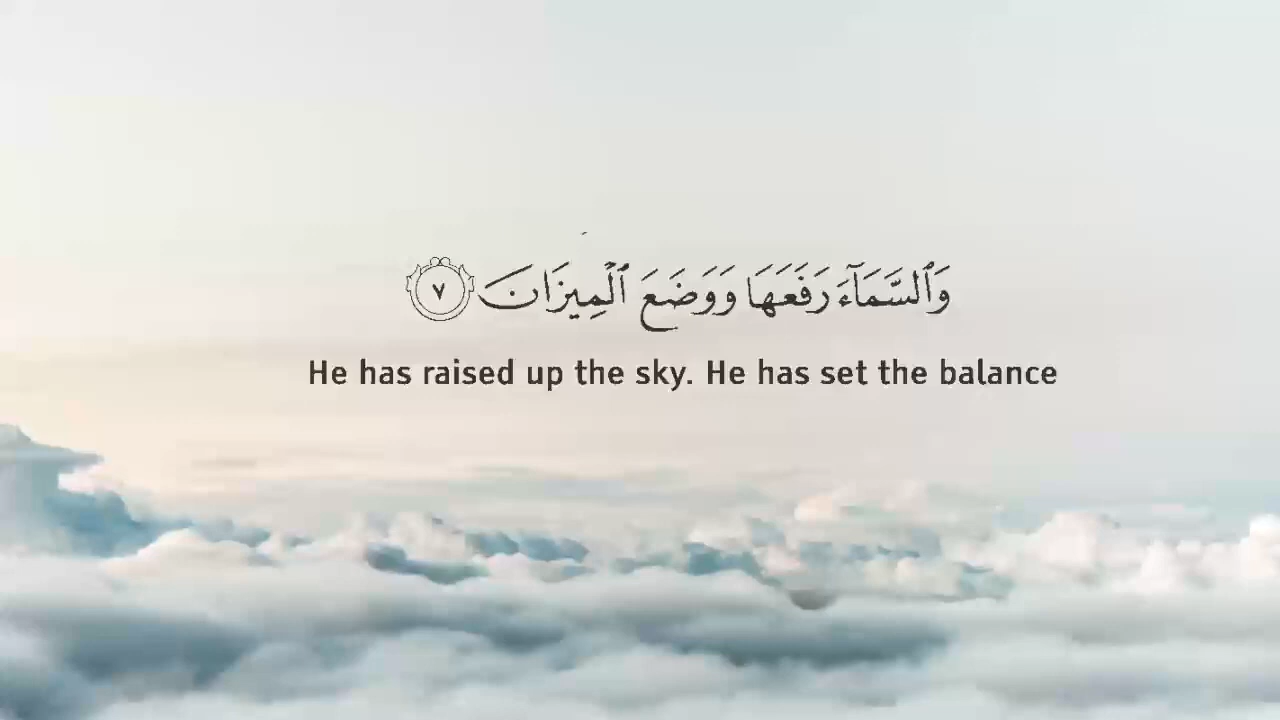 وَٱلسَّمَآءَ رَفَعَهَا وَوَضَعَ ٱلْمِيزَانَ ٧
He has raised up the sky. He has set the balance